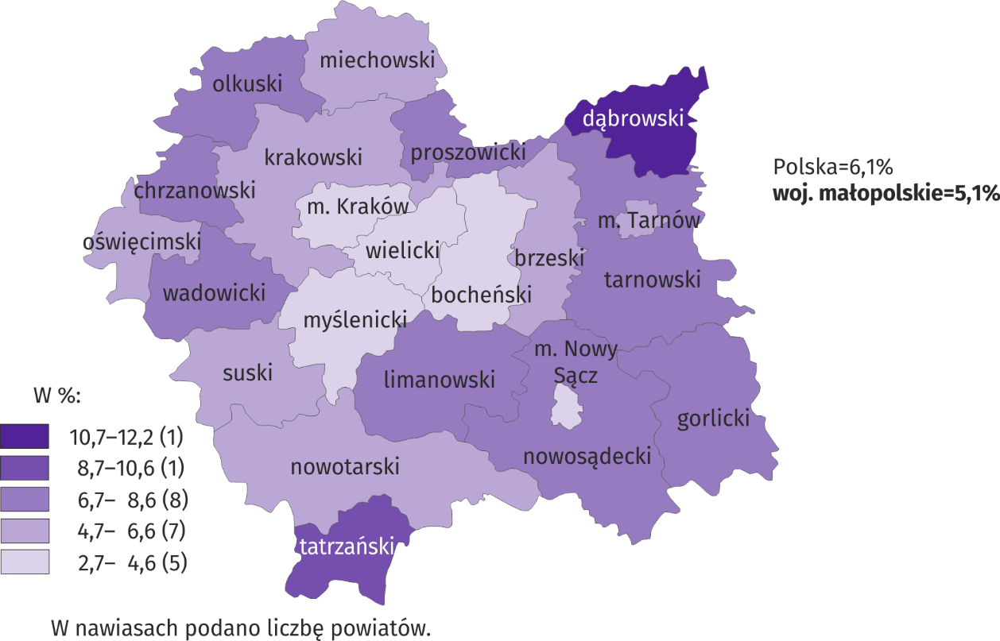 miechowski
olkuski
dąbrowski
krakowski
proszowicki
Polska=6,1%
woj. małopolskie=5,1%
chrzanowski
m. Kraków
m. Tarnów
oświęcimski
wielicki
brzeski
tarnowski
wadowicki
bocheński
myślenicki
m. Nowy
Sącz
suski
limanowski
gorlicki
nowosądecki
nowotarski
tatrzański
W %:
10,7–12,2 (1)
8,7–10,6 (1)
6,7– 8,6 (8)
4,7– 6,6 (7)
2,7– 4,6 (5)
W nawiasach podano liczbę powiatów.